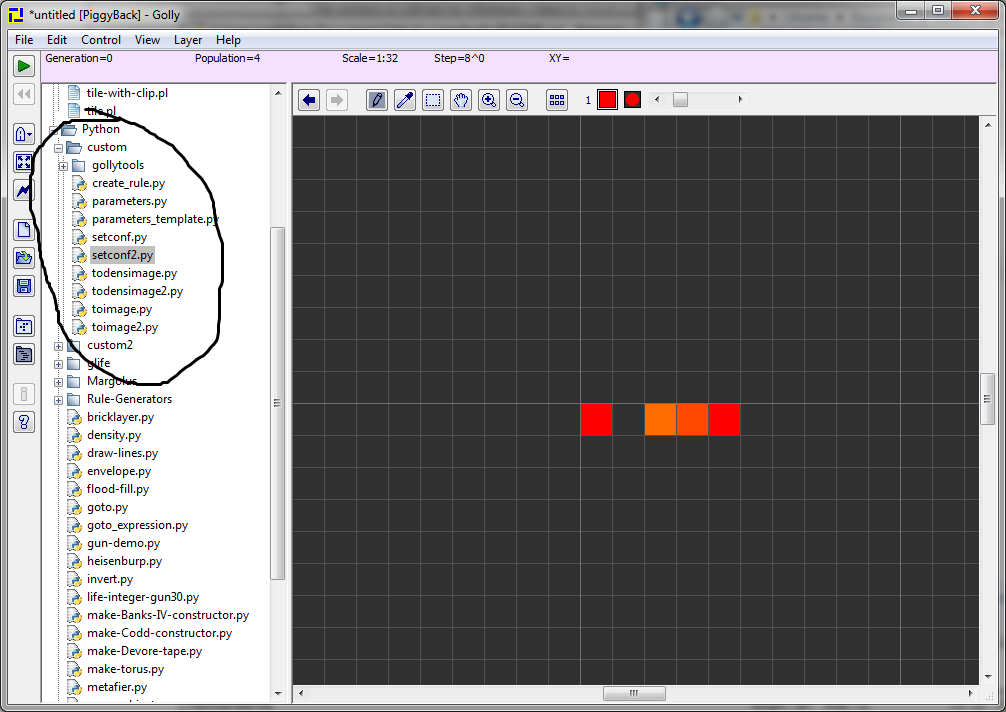 *untitled [PiggyBack] - Golly
File Edit Control View Layer Help
Generation=0 Population=4 Scale=1:32 Step=8^0 XY=
1
tile-with-clip.pl
tile.pl
Python
custom
gollytools
create_rule.py
parameters.py
parameters_template.py
setconf.py
setconf2.py
todensimage.py
todensimage2.py
toimage.py
toimage2.py
custom2
glife
Margolus
Rule-Generators
bricklayer.py
density.py
draw-lines.py
envelope.py
flood-fill.py
goto.py
goto_expression.py
gun-demo.py
heisenburp.py
invert.py
life-integer-gun30.py
make-Banks-IV-constructor.py
make-Codd-constructor.py
make-Devore-tape.py
make-torus.py
metafier.py